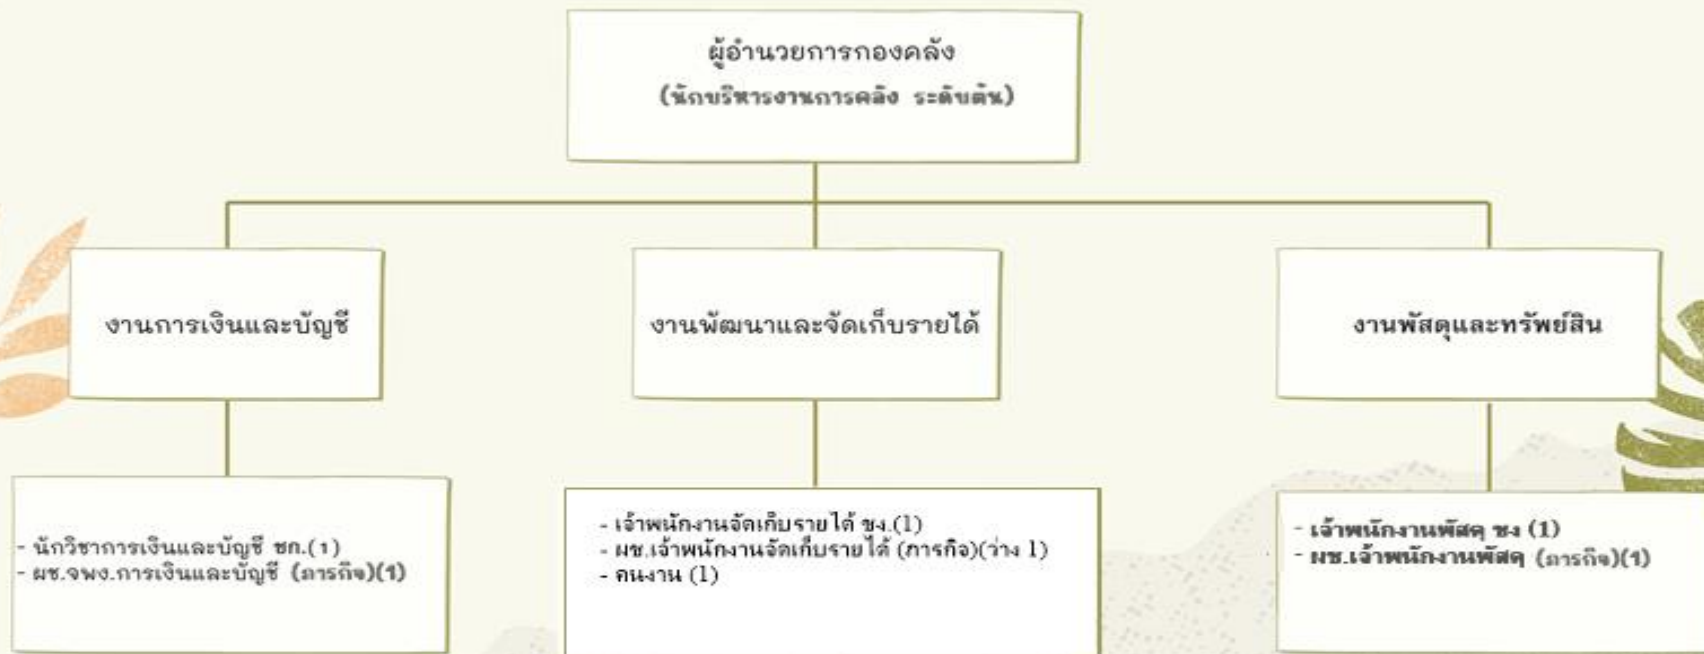 ผู้อำนวยการกองคลัง
(นักบริหารงานการคลัง ระดับต้น)
งานการเงินและบัญชี
งานพัฒนาและจัดเก็บรายได้
งานพัสดุและทรัพย์สิน
- นักวิชาการเงินและบัญชี ชก.(1)
- ผช.จพง.การเงินและบัญชี (ภารกิจ)(1)
- เจ้าพนักงานจัดเก็บรายได้ ชง.(1)
- ผช.เจ้าพนักงานจัดเก็บรายได้ (ภารกิจ)(ว่าง 1)
- คนงาน (1)
- เจ้าพนักงานพัสดุ ชง (1)
- ผช.เจ้าพนักงานพัสดุ (ภารกิจ)(1)